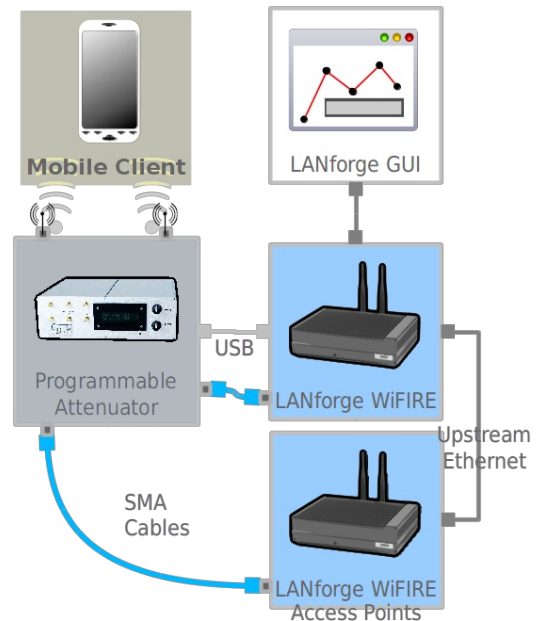 Mobile Client
LANforge GUI
USB
Programmable
Attenuator
LANforge WiFIRE
Upstream
Ethernet
SMA
Cables
LANforge WiFIRE
Access Points